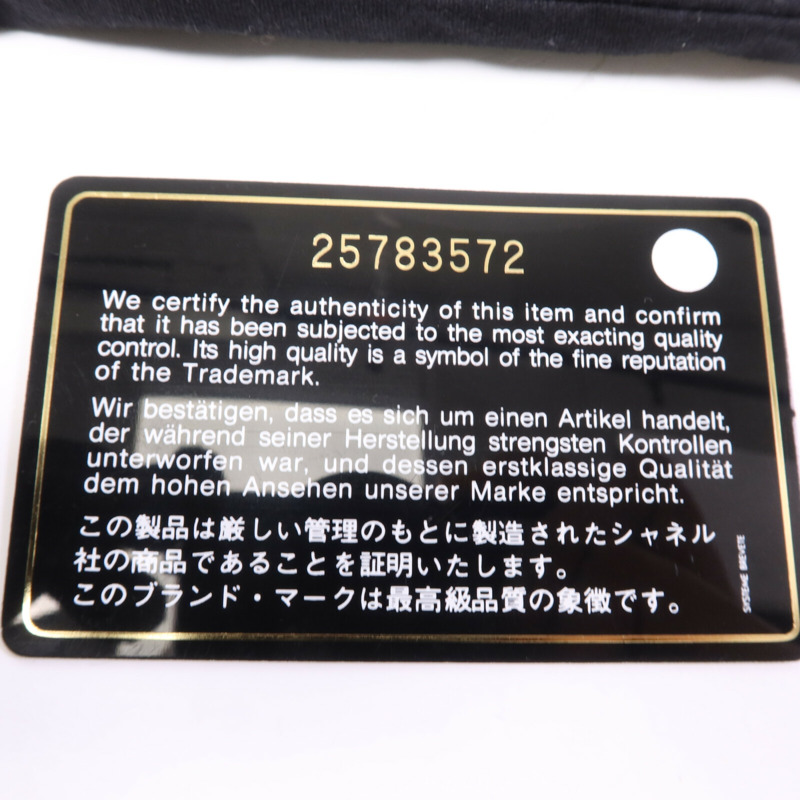 25783572
We certify the authenticity of this item and confirm
that it has been subjected to the most exacting quality
control. Its high quality is a symbol of the fine reputation
of the Trademark.
Wir bestätigen, dass es sich um einen Artikel handelt,
der während seiner Herstellung strengsten Kontrollen
unterworfen war, und dessen erstklassige Qualität
dem hohen Ansehen unserer Marke entspricht.
この製品は厳しい管理のもとに製造されたシャネル
社の商品であることを証明いたします。
このブランド・マークは最高級品質の象徴です。
SYSTEME BREVETE